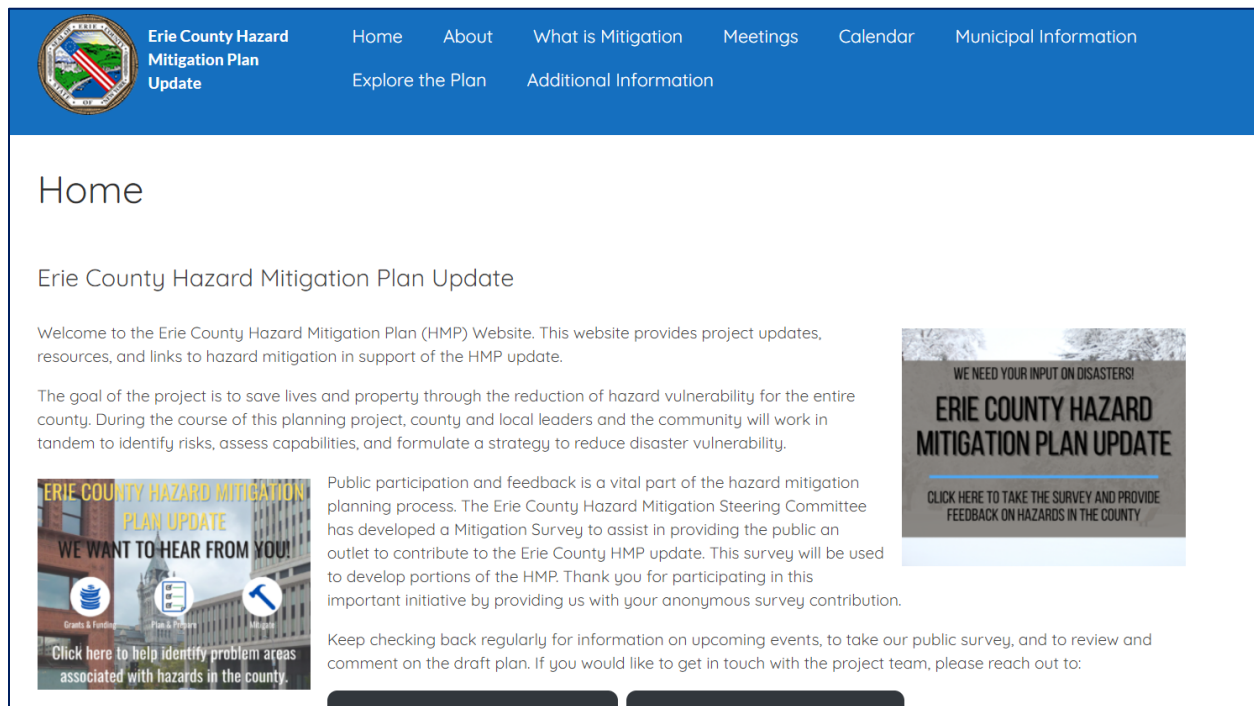 ERIE COUNTY
STATE OF
Erie County Hazard
Mitigation Plan
Update
Home About What is Mitigation Meetings Calendar Municipal Information
Explore the Plan Additional Information
Home
Erie County Hazard Mitigation Plan Update
Welcome to the Erie County Hazard Mitigation Plan (HMP) Website. This website provides project updates,
resources, and links to hazard mitigation in support of the HMP update.
The goal of the project is to save lives and property through the reduction of hazard vulnerability for the entire
county. During the course of this planning project, county and local leaders and the community will work in
tandem to identify risks, assess capabilities, and formulate a strategy to reduce disaster vulnerability.
WE NEED YOUR INPUT ON DISASTERS!
ERIE COUNTY HAZARD
MITIGATION PLAN UPDATE
CLICK HERE TO TAKE THE SURVEY AND PROVIDE
FEEDBACK ON HAZARDS IN THE COUNTY
ERIE COUNTY HAZARD MITIGATION
PLAN UPDATE
WE WANT TO HEAR FROM YOU!
Grants & Funding Plan & Prepare Mitigate
Click here to help identify problem areas
associated with hazards in the county.
Public participation and feedback is a vital part of the hazard mitigation
planning process. The Erie County Hazard Mitigation Steering Committee
has developed a Mitigation Survey to assist in providing the public an
outlet to contribute to the Erie County HMP update. This survey will be used
to develop portions of the HMP. Thank you for participating in this
important initiative by providing us with your anonymous survey contribution.
Keep checking back regularly for information on upcoming events, to take our public survey, and to review and
comment on the draft plan. If you would like to get in touch with the project team, please reach out to: